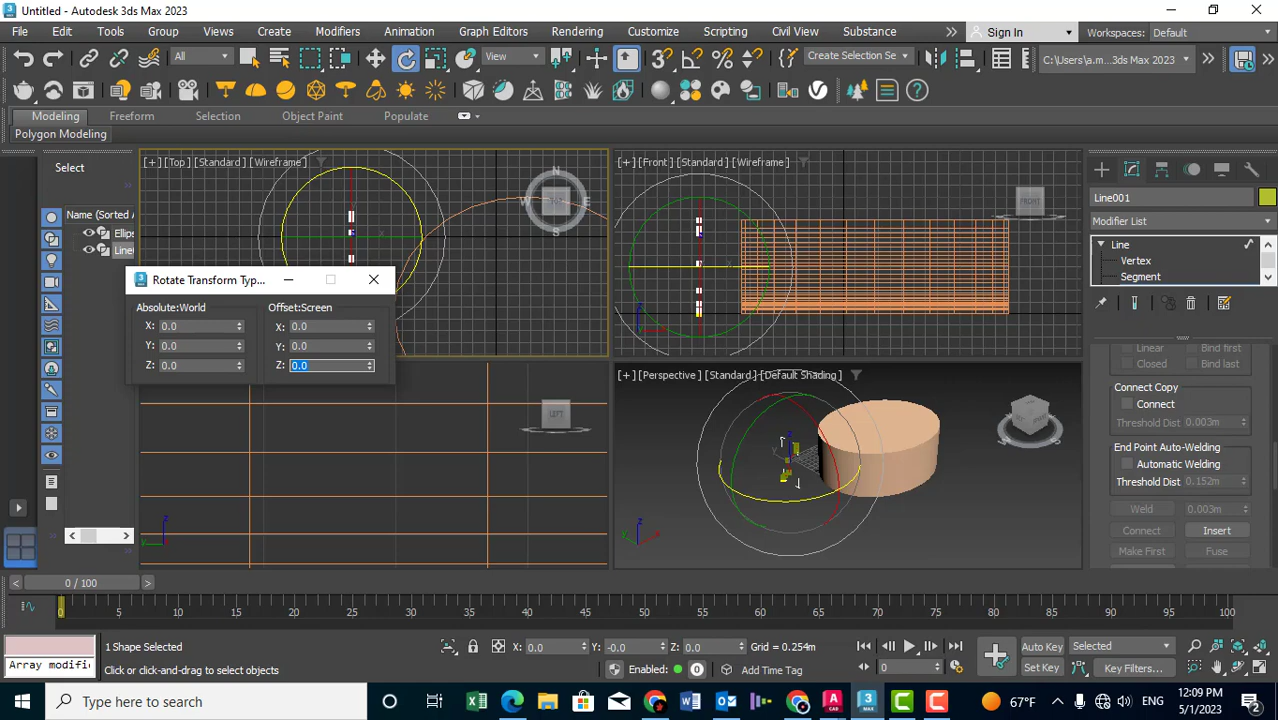 Untitled - Autodesk 3ds Max 2023
File Edit Tools Group Views Create Modifiers Animation Graph Editors Rendering Customize Scripting Civil View Substance Sign In Workspaces: Default
All View Create Selection Se C:\Users\a.m...3ds Max 2023
Modeling Freeform Selection Object Paint Populate
Polygon Modeling
Select
Name (Sorted A
Ellips
Line
[+] [Top] [Standard] [Wireframe]
N
W
S
[+] [Front] [Standard] [Wireframe]
FRONT
Rotate Transform Typ...
Absolute:World Offset:Screen
X: 0.0 X: 0.0
Y: 0.0 Y: 0.0
Z: 0.0 Z: 0.0
LEFT
[+] [Perspective] [Standard] [Default Shading]
Line001
Modifier List
Line
Vertex
Segment
Linear Bind first
Closed Bind last
Connect Copy
Connect
Threshold Dist 0.003m
End Point Auto-Welding
Automatic Welding
Threshold Dist 0.152m
Weld 0.003m
Connect Insert
Make First Fuse
0 / 100
0 5 10 15 20 25 30 35 40 45 50 55 60 65 70 75 80 85 90 95 100
1 Shape Selected X: 0.0 Y: -0.0 Z: 0.0 Grid = 0.254m Auto Key Selected
Array modifi
Click or click-and-drag to select objects Enabled: 0 Add Time Tag 0 Set Key Key Filters...
Type here to search 67°F ENG 12:09 PM
5/1/2023 2